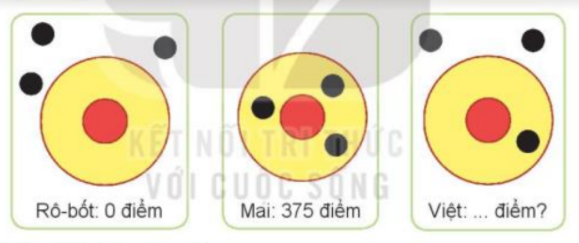 KẾT NỐI TRI THỨC
VỚI CUỘC SỐNG
Rô-bốt: 0 điểm
Mai: 375 điểm
Việt: ... điểm?